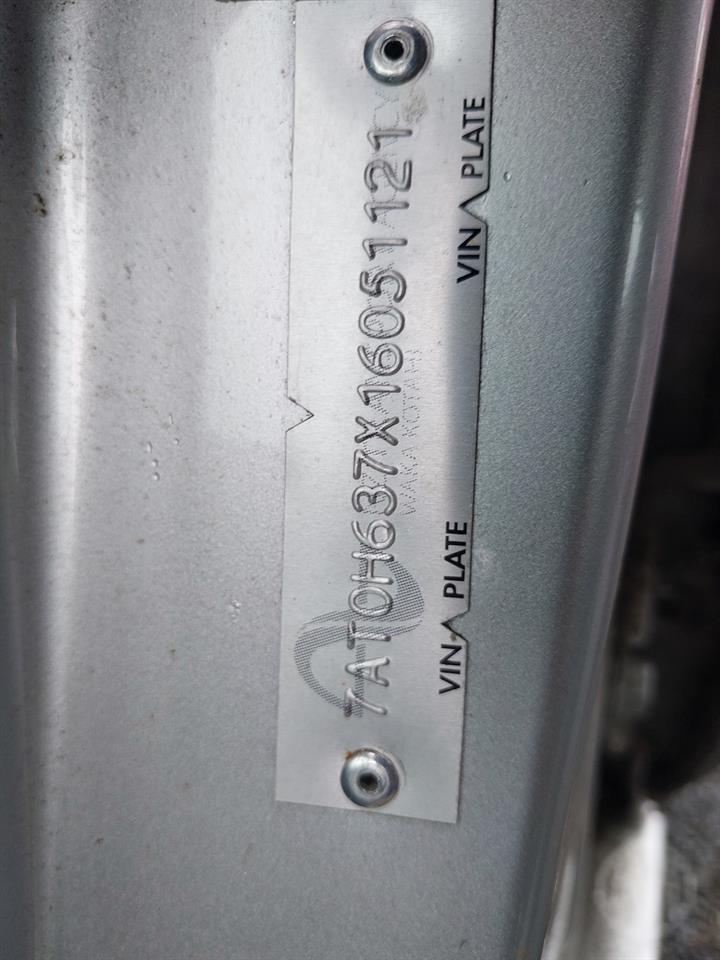 7AT0H637X16051121
WAKA KOTAHI
VIN PLATE VIN PLATE